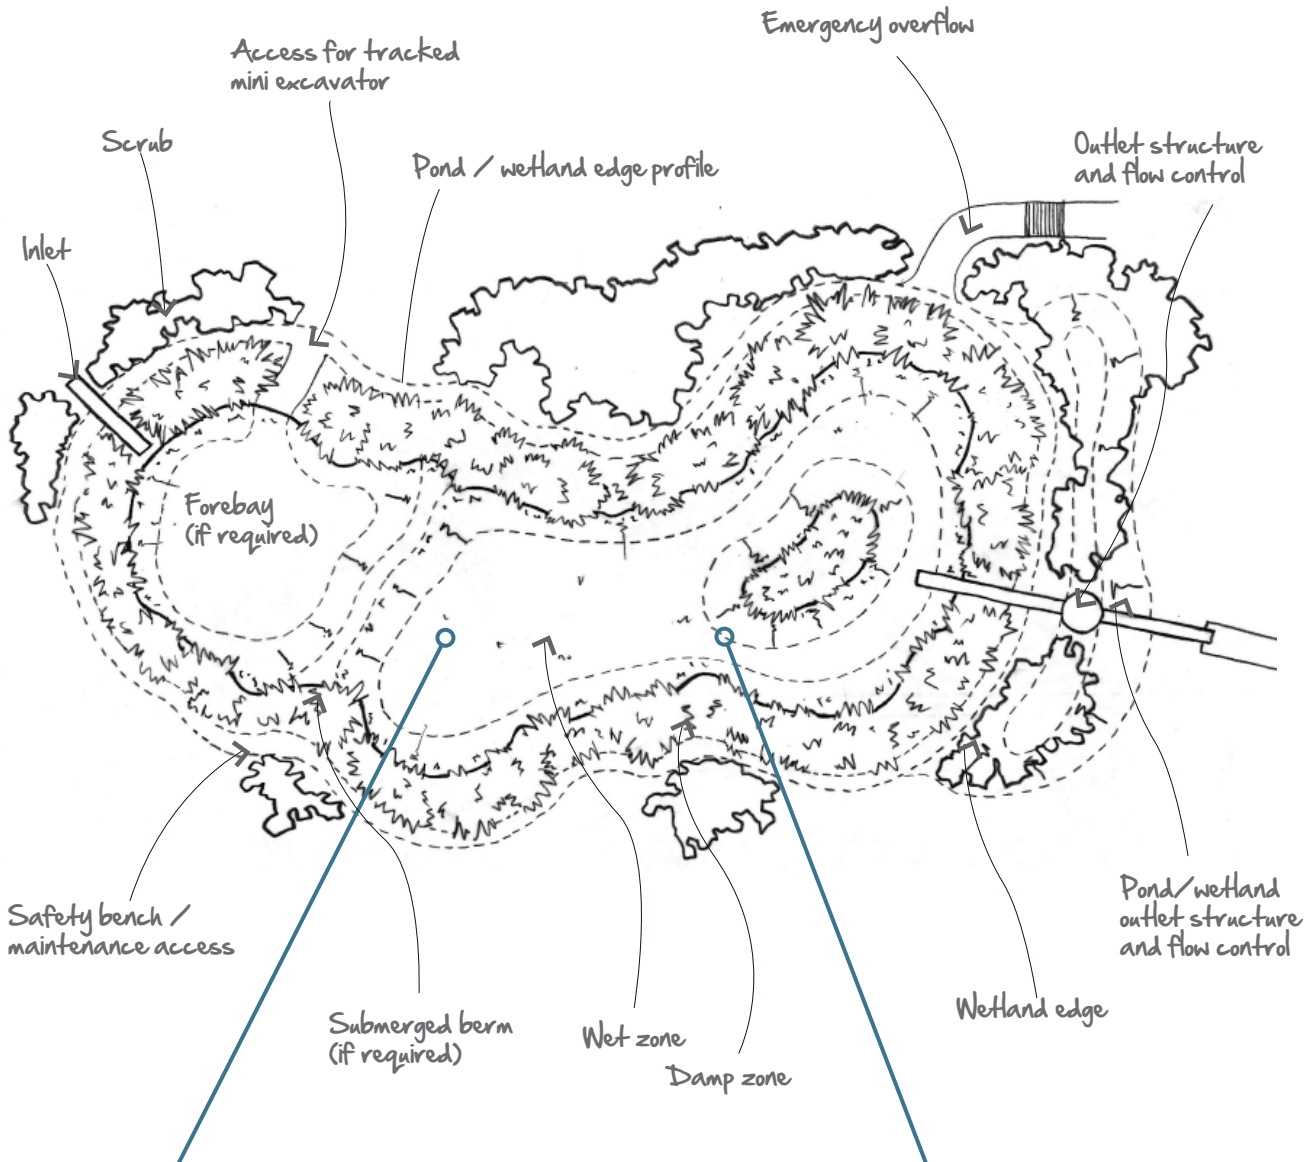 Emergency overflow
Access for tracked
mini excavator
Scrub
Pond / wetland edge profile
Outlet structure
and flow control
Inlet
Forebay
(if required)
Safety bench /
maintenance access
Submerged berm
(if required)
Wet zone
Damp zone
Wetland edge
Pond/wetland
outlet structure
and flow control